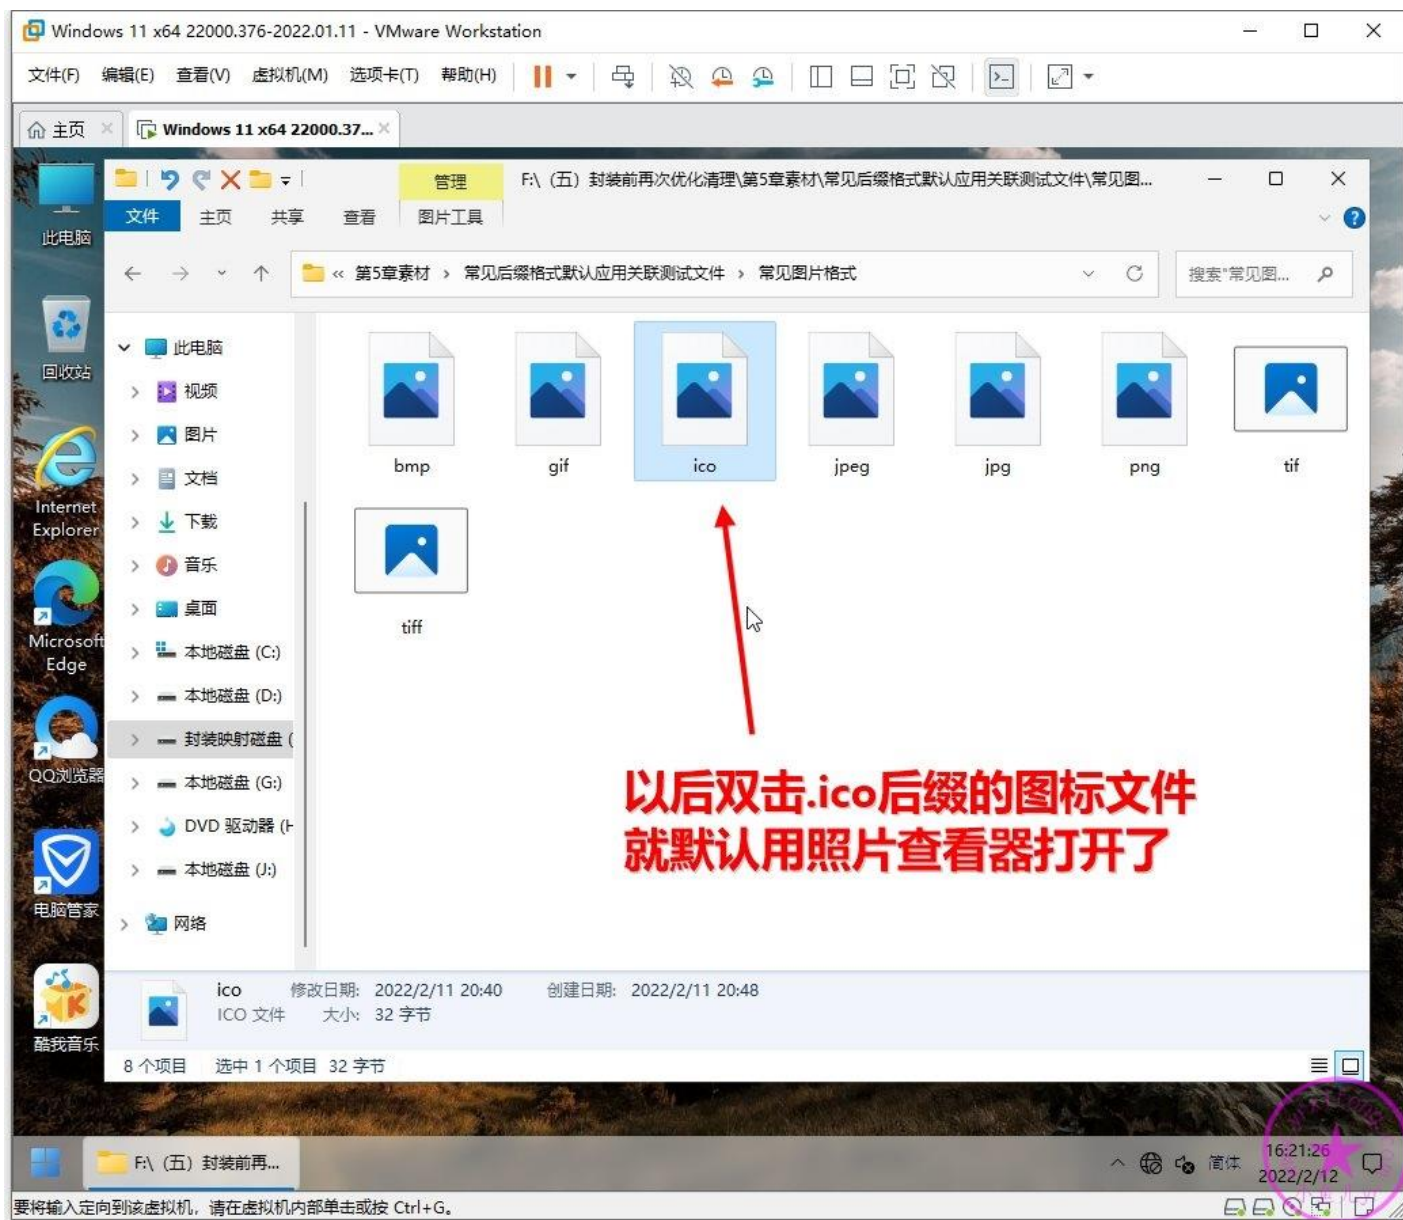 Windows 11 x64 22000.376-2022.01.11 - VMware Workstation
文件(F) 编辑(E) 查看(V) 虚拟机(M) 选项卡(T) 帮助(H)
主页 Windows 11 x64 22000.37...
管理 F:\（五）封装前再次优化清理\第5章素材\常见后缀格式默认应用关联测试文件\常见图...
文件 主页 共享 查看 图片工具
« 第5章素材 › 常见后缀格式默认应用关联测试文件 › 常见图片格式 搜索"常见图...
此电脑
回收站
Internet
Explorer
Microsoft
Edge
QQ浏览器
电脑管家
酷我音乐
此电脑
视频
图片
文档
下载
音乐
桌面
本地磁盘 (C:)
本地磁盘 (D:)
封装映射磁盘 (
本地磁盘 (G:)
DVD 驱动器 (H
本地磁盘 (J:)
网络
bmp gif ico jpeg jpg png tif
tiff
以后双击.ico后缀的图标文件
就默认用照片查看器打开了
ico 修改日期: 2022/2/11 20:40 创建日期: 2022/2/11 20:48
ICO 文件 大小: 32 字节
8 个项目 选中 1 个项目 32 字节
F:\（五）封装前再... 简体 16:21:26
2022/2/12
要将输入定向到该虚拟机，请在虚拟机内部单击或按 Ctrl+G。